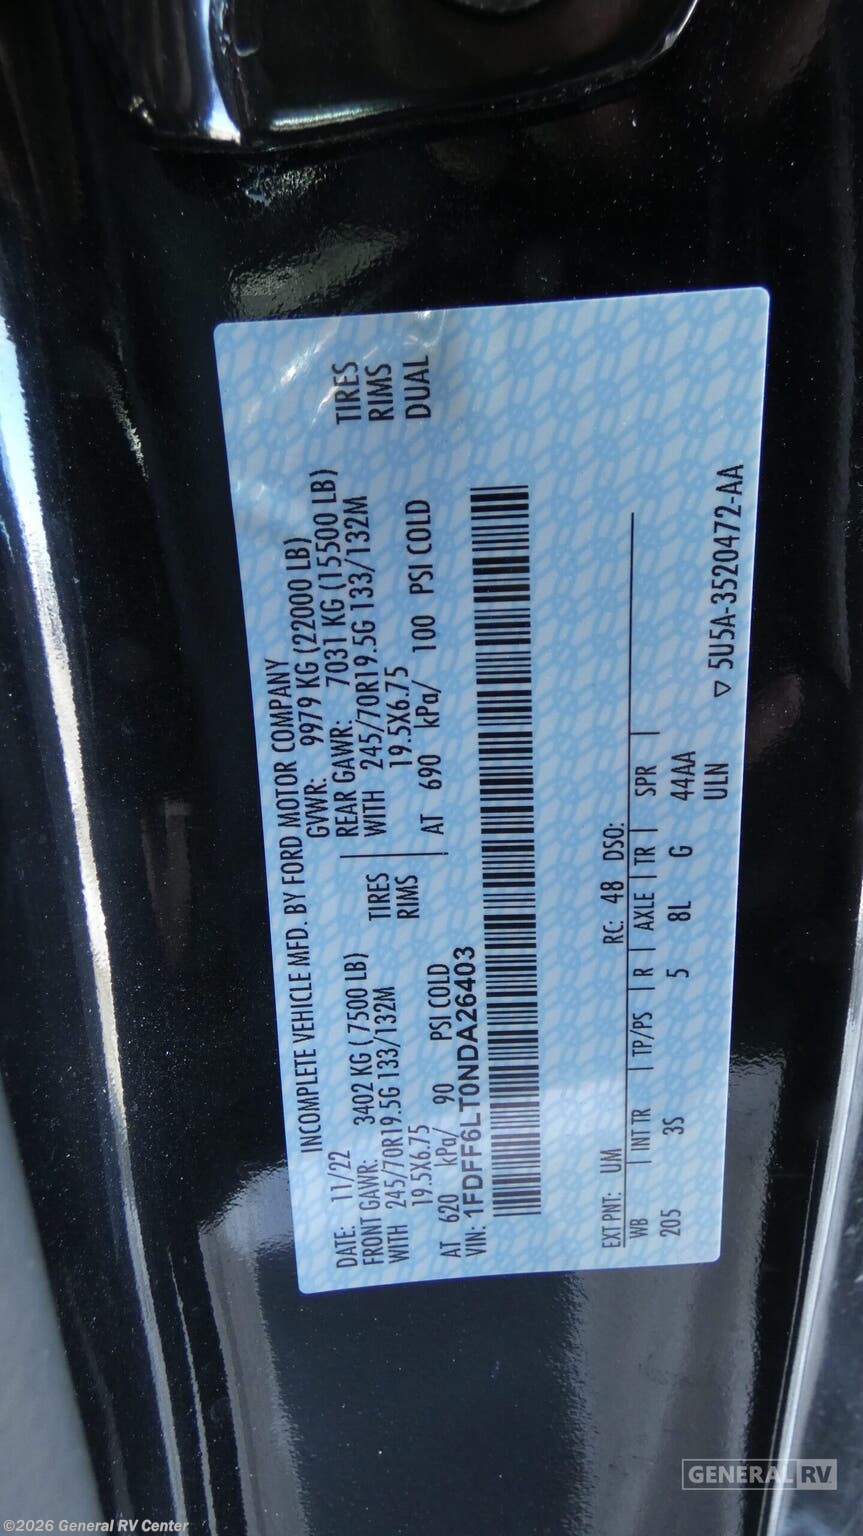 INCOMPLETE VEHICLE MFD. BY FORD MOTOR COMPANY
DATE: 11/22 GVWR: 9979 KG (22000 LB)
FRONT GAWR: 3402 KG (7500 LB) REAR GAWR: 7031 KG (15500 LB)
WITH 245/70R19.5G 133/132M TIRES WITH 245/70R19.5G 133/132M TIRES
19.5X6.75 RIMS 19.5X6.75 RIMS
AT 620 kPa/ 90 PSI COLD AT 690 kPa/ 100 PSI COLD DUAL
VIN: 1FDFF6LT0NDA26403
EXT PNT: UM RC: 48 DSO:
WB | INT TR | TP/PS | R | AXLE | TR | SPR |
205 3S 5 8L G 44AA
ULN
▽ 5U5A-3520472-AA
GENERAL RV
©2026 General RV Center